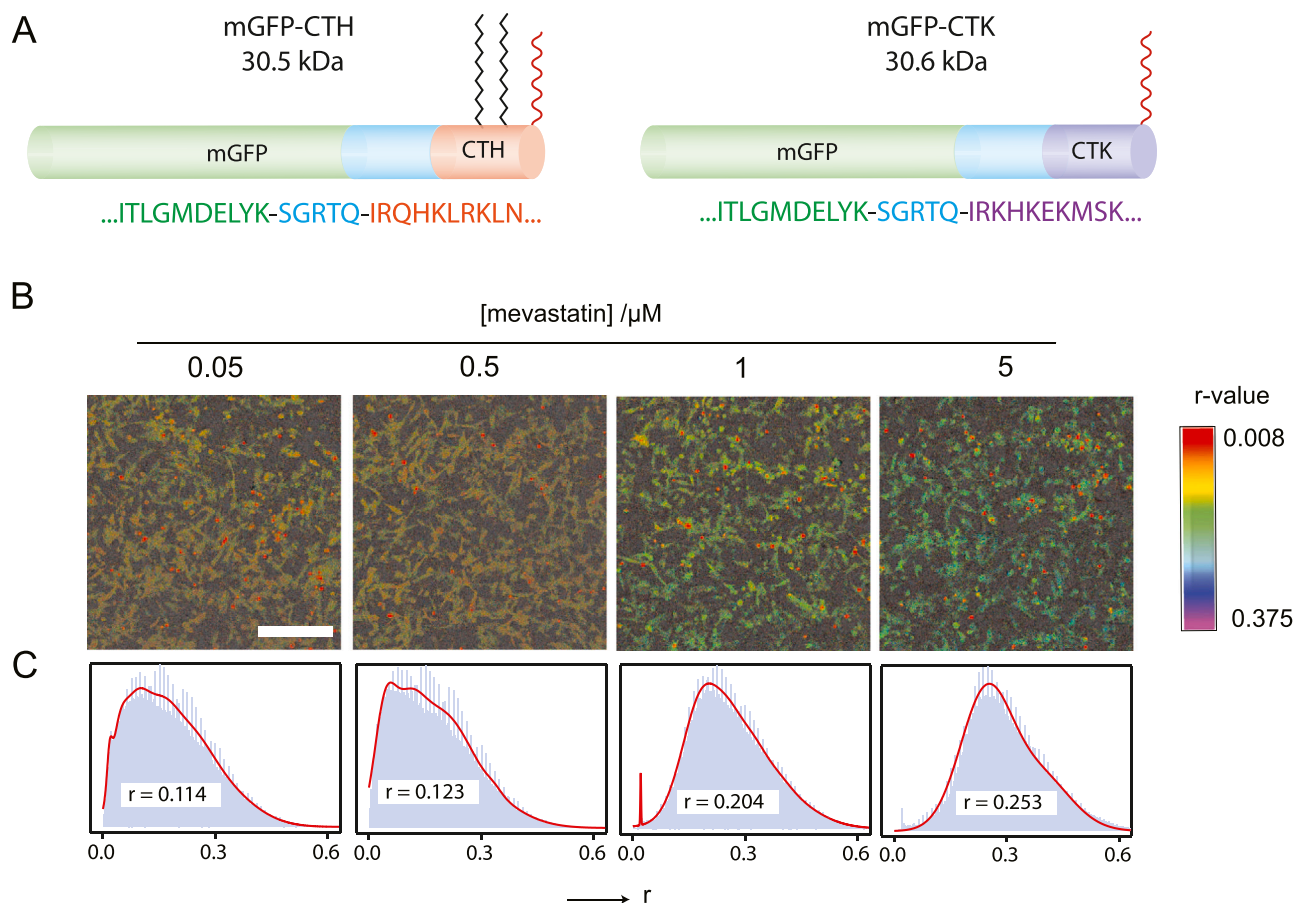 A
mGFP-CTH
30.5 kDa
mGFP
CTH
...ITLGMDELYK-SGRTQ-IRQHKLRKLN...
mGFP-CTK
30.6 kDa
mGFP
CTK
...ITLGMDELYK-SGRTQ-IRKHKEKMSK...
B
[mevastatin] /µM
0.05 0.5 1 5
r-value
0.008
0.375
C
r = 0.114
r = 0.123
r = 0.204
r = 0.253
0.0 0.3 0.6
0.0 0.3 0.6
0.0 0.3 0.6
0.0 0.3 0.6
r